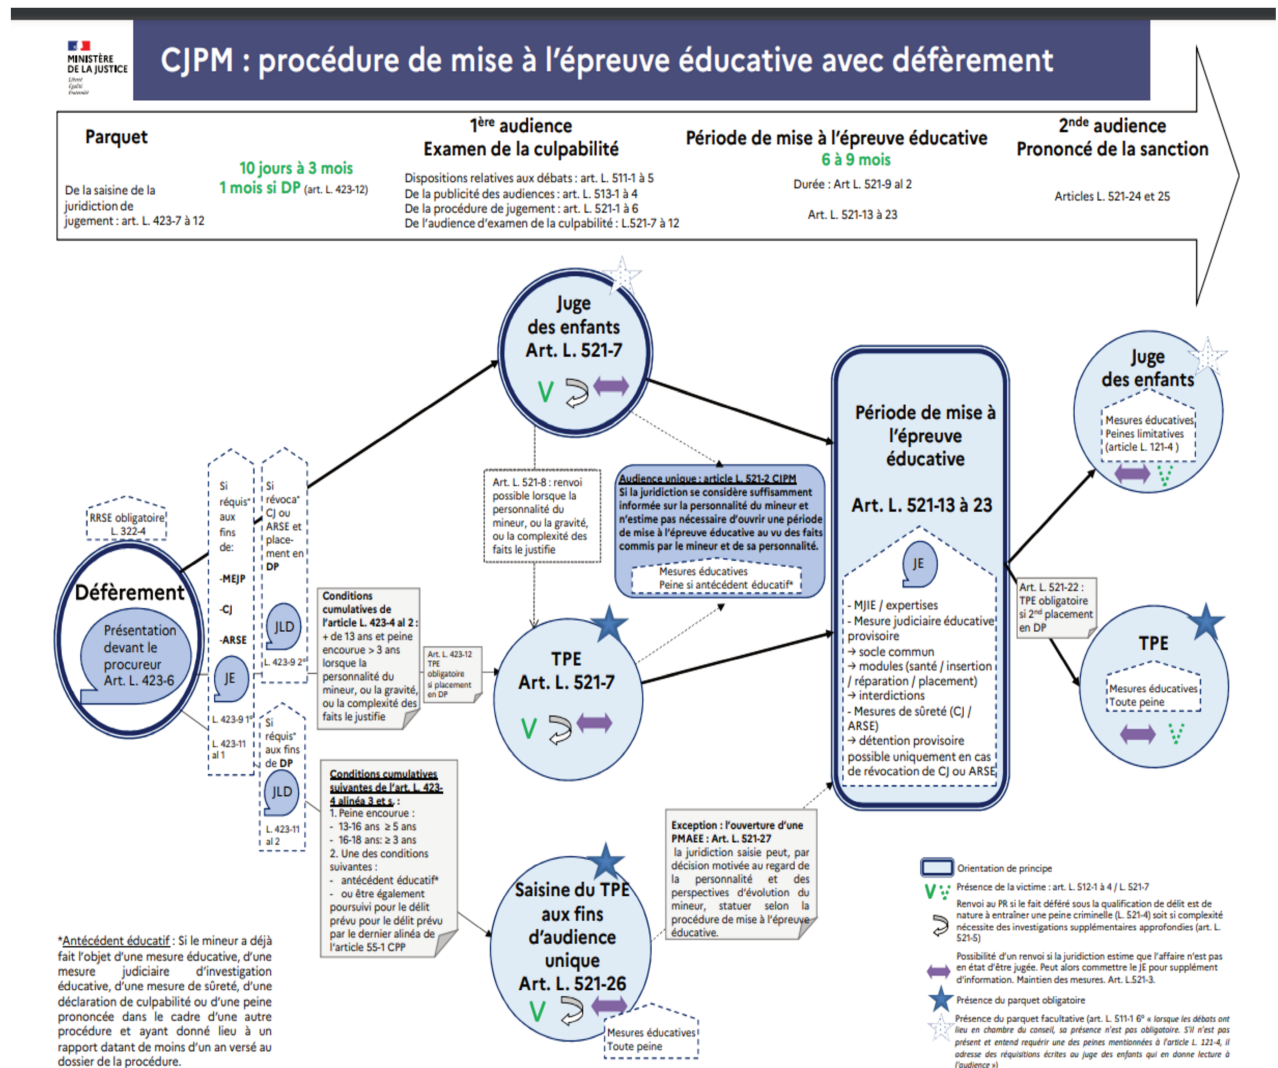 MINISTÈRE
DE LA JUSTICE
Liberté
Égalité
Fraternité
CJPM : procédure de mise à l'épreuve éducative avec défèrement
Parquet
De la saisine de la
juridiction de
jugement : art. L. 423-7 à 12
10 jours à 3 mois
1 mois si DP (art. L. 423-12)
1ère audience
Examen de la culpabilité
Dispositions relatives aux débats : art. L. 511-1 à 5
De la publicité des audiences : art. L. 513-1 à 4
De la procédure de jugement : art. L. 521-1 à 6
De l'audience d'examen de la culpabilité : L.521-7 à 12
Période de mise à l'épreuve éducative
6 à 9 mois
Durée : Art L. 521-9 al 2
Art. L. 521-13 à 23
2nde audience
Prononcé de la sanction
Articles L. 521-24 et 25
Juge
des enfants
Art. L. 521-7
V
Art. L. 521-8 : renvoi
possible lorsque la
personnalité du
mineur, ou la gravité,
ou la complexité des
faits le justifie
Audience unique : article L. 521-2 CJPM
Si la juridiction se considère suffisamment
informée sur la personnalité du mineur et
n'estime pas nécessaire d'ouvrir une période
de mise à l'épreuve éducative au vu des faits
commis par le mineur et de sa personnalité.
Mesures éducatives
Peine si antécédent éducatif*
RRSE obligatoire
L. 322-4
Défèrement
Présentation
devant le
procureur
Art. L. 423-6
Si
réquis°
aux
fins
de:
-MEJP
-CJ
-ARSE
JE
L. 423-9 1°
L. 423-11
al 1
Si
révoca°
CJ ou
ARSE et
place-
ment en
DP
JLD
L. 423-9 2°
Si
réquis°
aux fins
de DP
JLD
L. 423-11
al 2
Conditions
cumulatives de
l'article L. 423-4 al 2 :
+ de 13 ans et peine
encourue > 3 ans
lorsque la
personnalité du
mineur, ou la gravité,
ou la complexité des
faits le justifie
Art. L. 423-12
TPE
obligatoire
si placement
en DP
TPE
Art. L. 521-7
V
Conditions cumulatives
suivantes de l'art. L. 423-
4 alinéa 3 et s. :
1. Peine encourue :
- 13-16 ans ≥ 5 ans
- 16-18 ans: ≥ 3 ans
2. Une des conditions
suivantes :
- antécédent éducatif*
- ou être également
poursuivi pour le délit
prévu pour le délit prévu
par le dernier alinéa de
l'article 55-1 CPP
Saisine du TPE
aux fins
d'audience
unique
Art. L. 521-26
V
Mesures éducatives
Toute peine
Exception : l'ouverture d'une
PMAEE : Art. L. 521-27
la juridiction saisie peut, par
décision motivée au regard de
la personnalité et des
perspectives d'évolution du
mineur, statuer selon la
procédure de mise à l'épreuve
éducative.
Période de mise à
l'épreuve
éducative
Art. L. 521-13 à 23
JE
- MJIE / expertises
- Mesure judiciaire éducative
provisoire
→ socle commun
→ modules (santé / insertion
/ réparation / placement)
→ interdictions
- Mesures de sûreté (CJ /
ARSE)
→ détention provisoire
possible uniquement en cas
de révocation de CJ ou ARSE
Art. L. 521-22 :
TPE obligatoire
si 2nd placement
en DP
Juge
des enfants
Mesures éducatives
Peines limitatives
(article L. 121-4 )
V
TPE
Mesures éducatives
Toute peine
V
*Antécédent éducatif : Si le mineur a déjà
fait l'objet d'une mesure éducative, d'une
mesure judiciaire d'investigation
éducative, d'une mesure de sûreté, d'une
déclaration de culpabilité ou d'une peine
prononcée dans le cadre d'une autre
procédure et ayant donné lieu à un
rapport datant de moins d'un an versé au
dossier de la procédure.
Orientation de principe
V V Présence de la victime : art. L. 512-1 à 4 / L. 521-7
Renvoi au PR si le fait déféré sous la qualification de délit est de
nature à entraîner une peine criminelle (L. 521-4) soit si complexité
nécessite des investigations supplémentaires approfondies (art. L.
521-5)
Possibilité d'un renvoi si la juridiction estime que l'affaire n'est pas
en état d'être jugée. Peut alors commettre le JE pour supplément
d'information. Maintien des mesures. Art. L.521-3.
Présence du parquet obligatoire
Présence du parquet facultative (art. L. 511-1 6° « lorsque les débats ont
lieu en chambre du conseil, sa présence n'est pas obligatoire. S'il n'est pas
présent et entend requérir une des peines mentionnées à l'article L. 121-4, il
adresse des réquisitions écrites au juge des enfants qui en donne lecture à
l'audience »)